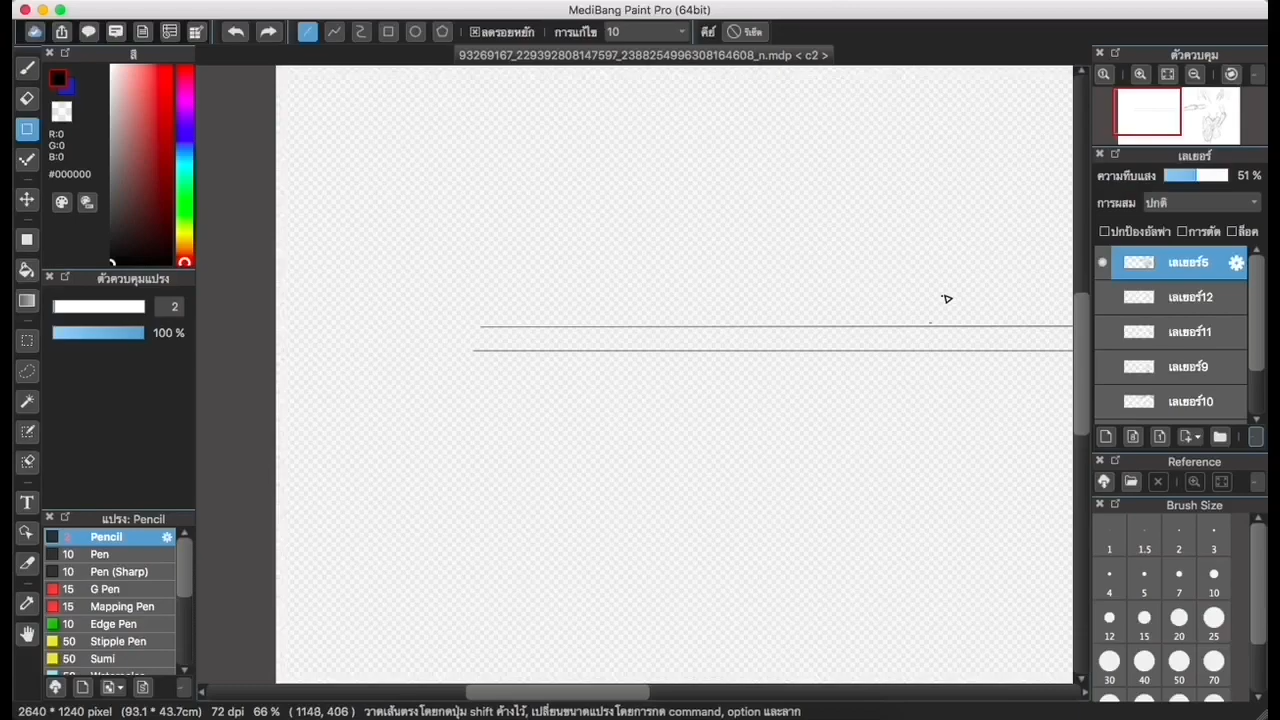 MediBang Paint Pro (64bit)
ลดรอยหยัก
การแก้ไข 10
คีย์
รีเซ็ต
93269167_229392808147597_2388254996308164608_n.mdp < c2 >
สี
R:0
G:0
B:0
#000000
ตัวควบคุมแปรง
2
100 %
แปรง: Pencil
2 Pencil
10 Pen
10 Pen (Sharp)
15 G Pen
15 Mapping Pen
10 Edge Pen
50 Stipple Pen
50 Sumi
T
ตัวควบคุม
เลเยอร์
ความทึบแสง 51 %
การผสม ปกติ
ปกป้องอัลฟา การตัด ล็อค
เลเยอร์5
เลเยอร์12
เลเยอร์11
เลเยอร์9
เลเยอร์10
Reference
Brush Size
1 1.5 2 3
4 5 7 10
12 15 20 25
30 40 50 70
2640 * 1240 pixel (93.1 * 43.7cm) 72 dpi 66 % ( 1148, 406 ) วาดเส้นตรงโดยกดปุ่ม shift ค้างไว้, เปลี่ยนขนาดแปรงโดยการกด command, option และลาก